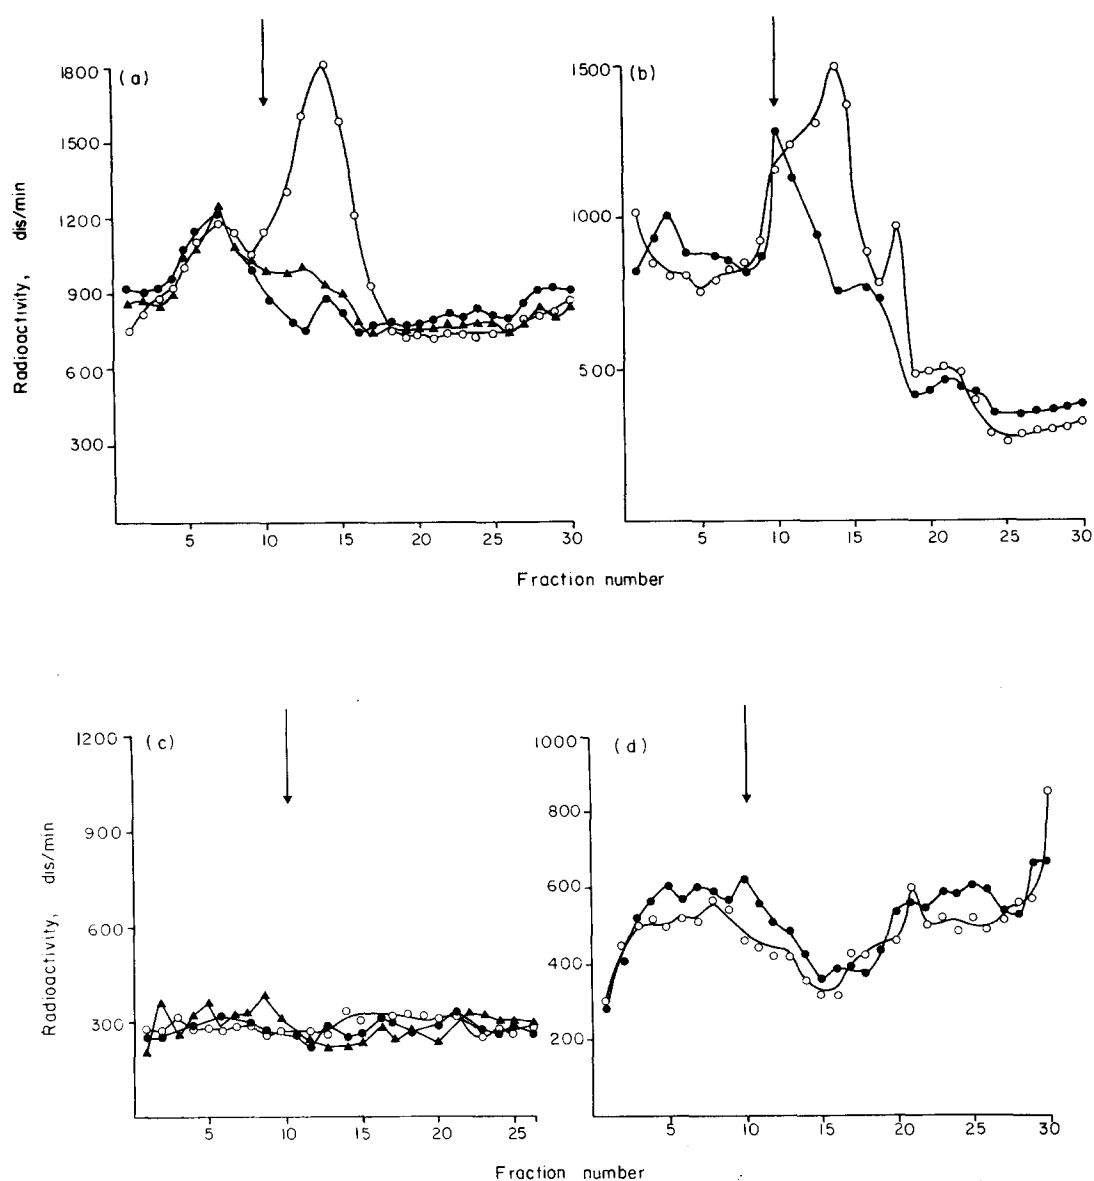 (a)
1800
1500
1200
900
600
300
Radioactivity, dis/min
5 10 15 20 25 30
(b)
1500
1000
500
5 10 15 20 25 30
Fraction number
(c)
1200
900
600
300
Radioactivity, dis/min
5 10 15 20 25
(d)
1000
800
600
400
200
5 10 15 20 25 30
Fraction number